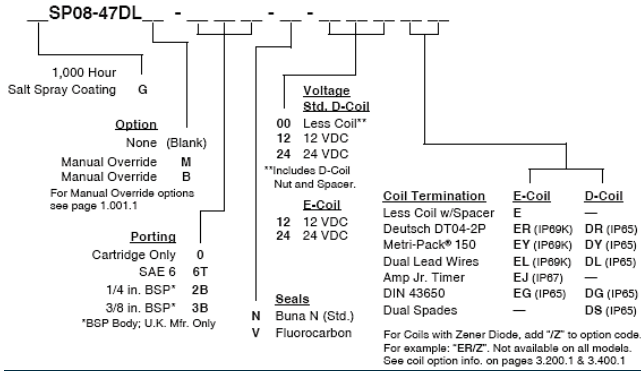 SP08-47DL - - -
1,000 Hour
Salt Spray Coating G
Option
None (Blank)
Manual Override M
Manual Override B
For Manual Override options
see page 1.001.1
Porting
Cartridge Only 0
SAE 6 6T
1/4 in. BSP* 2B
3/8 in. BSP* 3B
*BSP Body; U.K. Mfr. Only
Seals
N Buna N (Std.)
V Fluorocarbon
Voltage
Std. D-Coil
00 Less Coil**
12 12 VDC
24 24 VDC
**Includes D-Coil
Nut and Spacer.
E-Coil
12 12 VDC
24 24 VDC
Coil Termination E-Coil D-Coil
Less Coil w/Spacer E —
Deutsch DT04-2P ER (IP69K) DR (IP65)
Metri-Pack® 150 EY (IP69K) DY (IP65)
Dual Lead Wires EL (IP69K) DL (IP65)
Amp Jr. Timer EJ (IP67) —
DIN 43650 EG (IP65) DG (IP65)
Dual Spades — DS (IP65)
For Coils with Zener Diode, add "/Z" to option code.
For example: "ER/Z". Not available on all models.
See coil option info. on pages 3.200.1 & 3.400.1